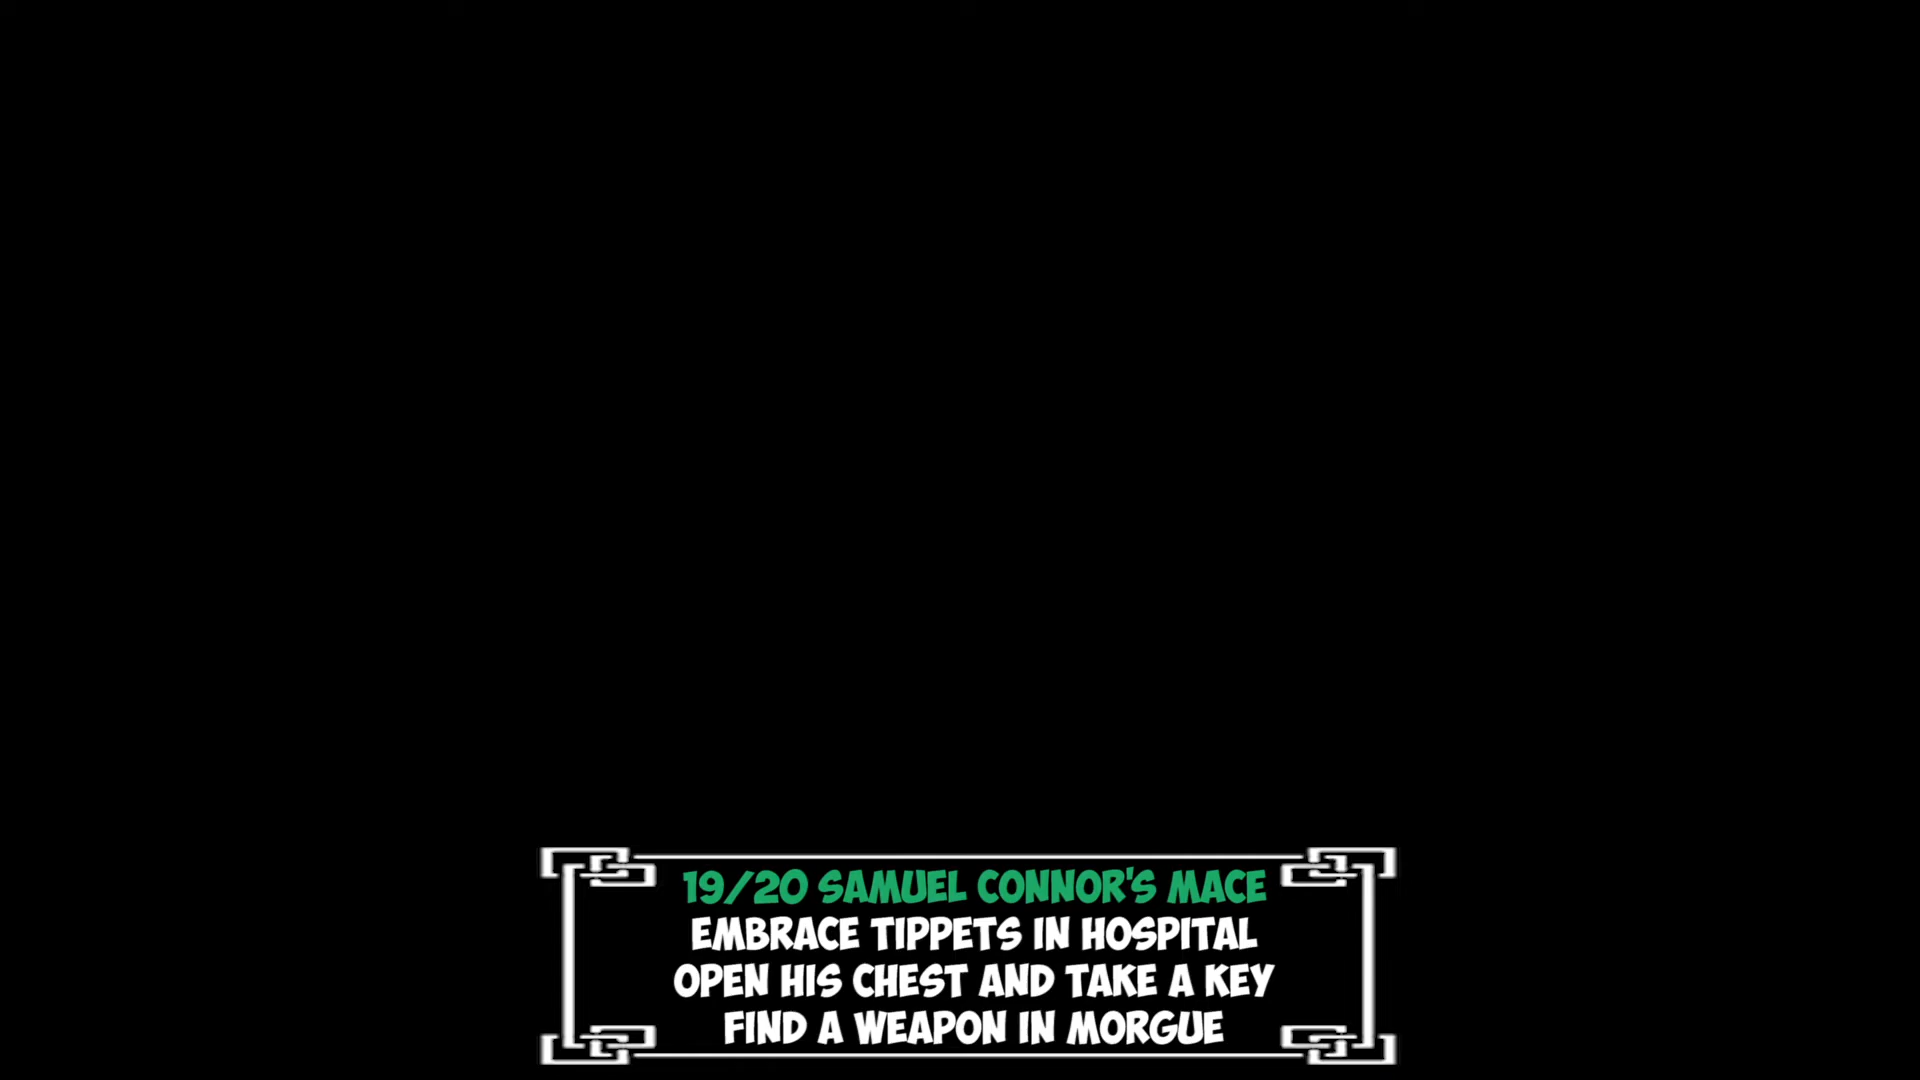 19/20 SAMUEL CONNOR'S MACE
EMBRACE TIPPETS IN HOSPITAL
OPEN HIS CHEST AND TAKE A KEY
FIND A WEAPON IN MORGUE